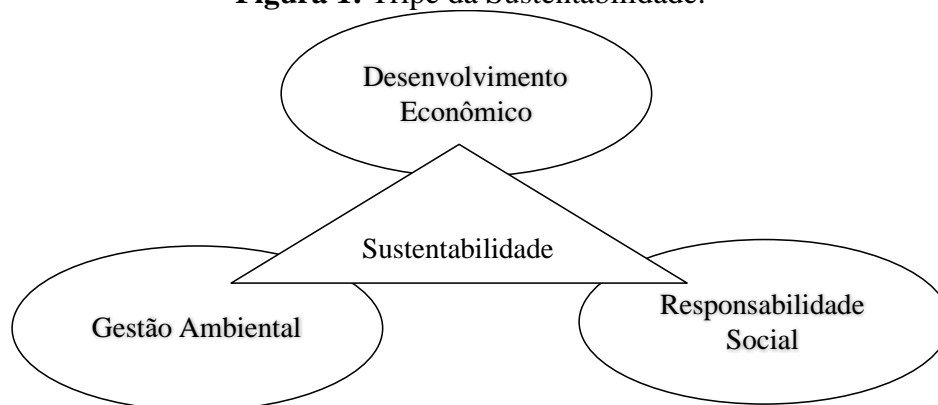 Figura 1: Tripé da Sustentabilidade.
Desenvolvimento
Econômico
Sustentabilidade
Gestão Ambiental
Responsabilidade
Social